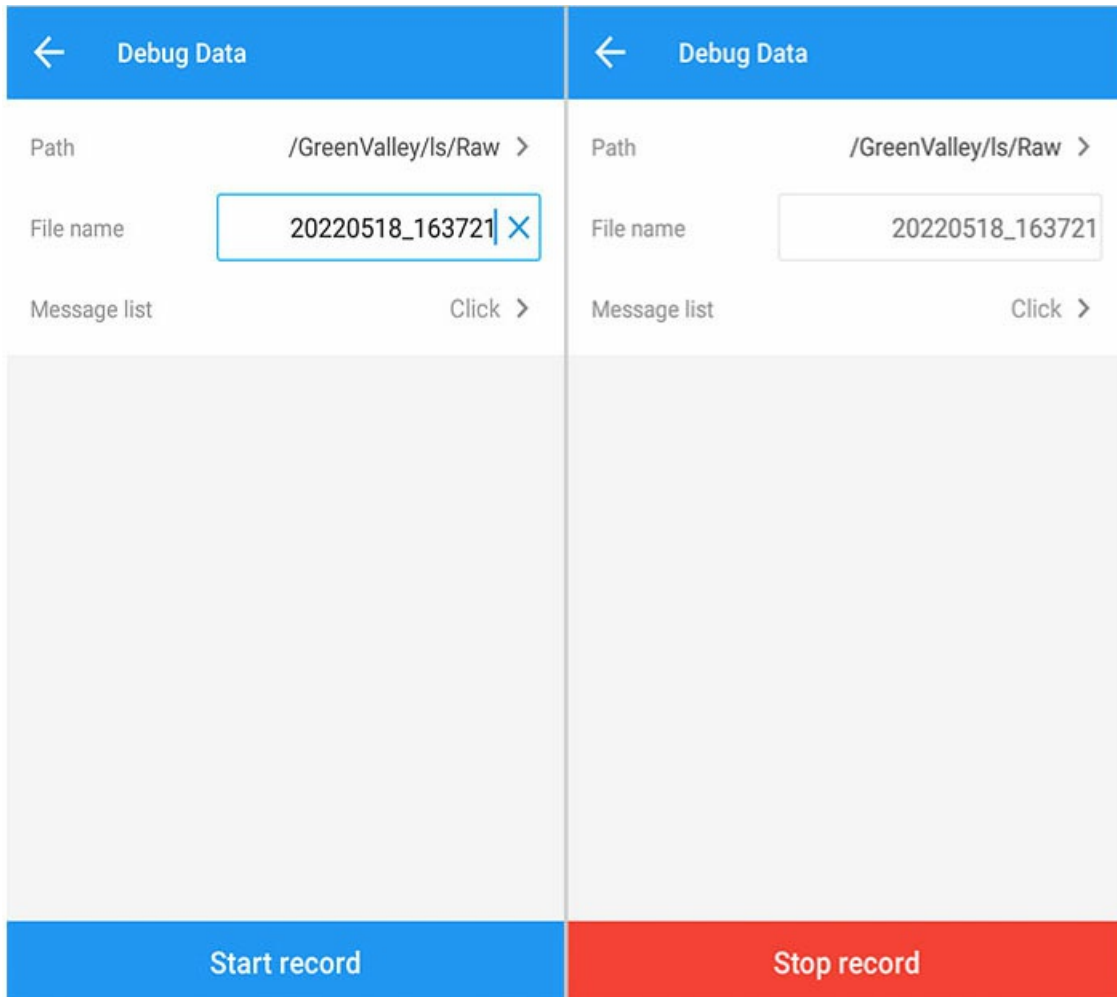 Debug Data
Path /GreenValley/ls/Raw
File name 20220518_163721
Message list Click
Start record
Debug Data
Path /GreenValley/ls/Raw
File name 20220518_163721
Message list Click
Stop record